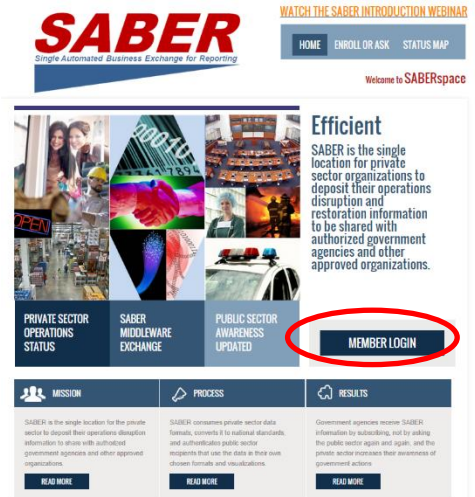 WATCH THE SABER INTRODUCTION WEBINAR
SABER
Single Automated Business Exchange for Reporting
HOME ENROLL OR ASK STATUS MAP
Welcome to SABERspace
Efficient
SABER is the single
location for private
sector organizations to
deposit their operations
disruption and
restoration information
to be shared with
authorized government
agencies and other
approved organizations.
OPEN
PRIVATE SECTOR
OPERATIONS
STATUS
SABER
MIDDLEWARE
EXCHANGE
PUBLIC SECTOR
AWARENESS
UPDATED
MEMBER LOGIN
MISSION
SABER is the single location for the private
sector to deposit their operations disruption
information to share with authorized
government agencies and other approved
organizations.
READ MORE
PROCESS
SABER consumes private sector data
formats, converts it to national standards,
and authenticates public sector
recipients that use the data in their own
chosen formats and visualizations.
READ MORE
RESULTS
Government agencies receive SABER
information by subscribing, not by asking
the public sector again and again, and the
private sector increases their awareness of
government actions
READ MORE